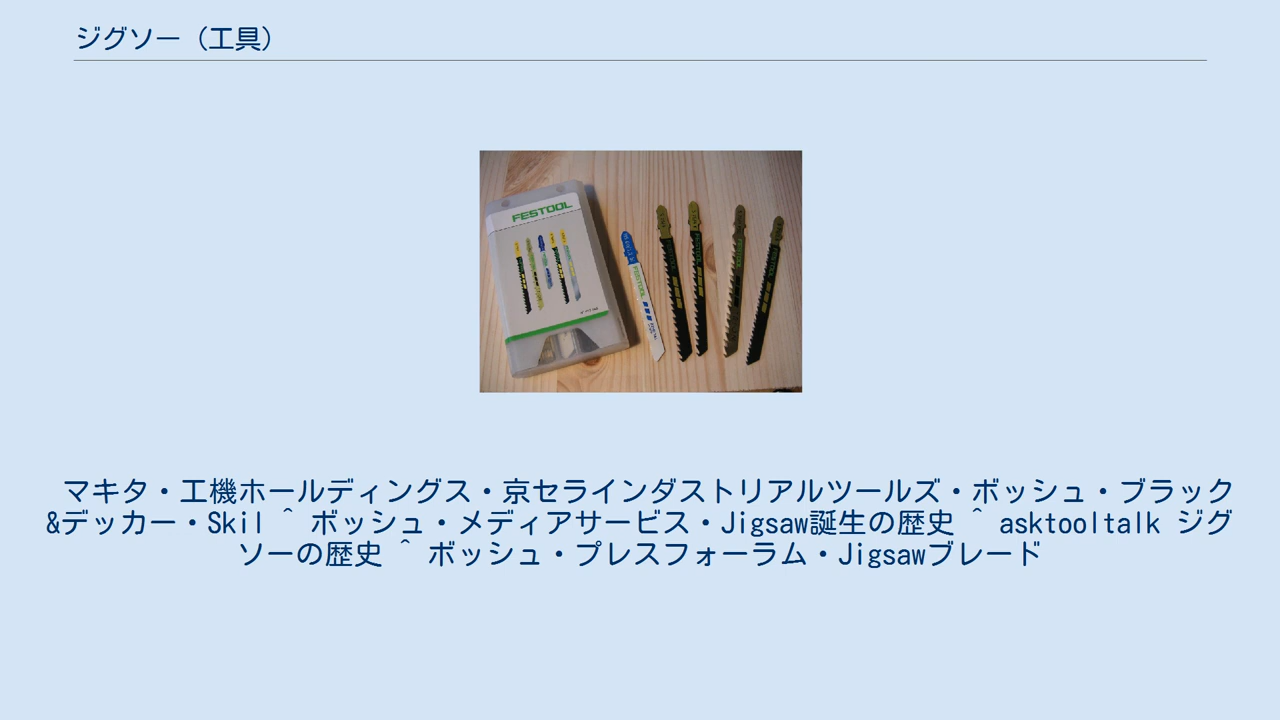 ジグソー（工具）
FESTOOL
マキタ・工機ホールディングス・京セラインダストリアルツールズ・ボッシュ・ブラック
&デッカー・Skil ^ ボッシュ・メディアサービス・Jigsaw誕生の歴史 ^ asktooltalk ジグ
ソーの歴史 ^ ボッシュ・プレスフォーラム・Jigsawブレード